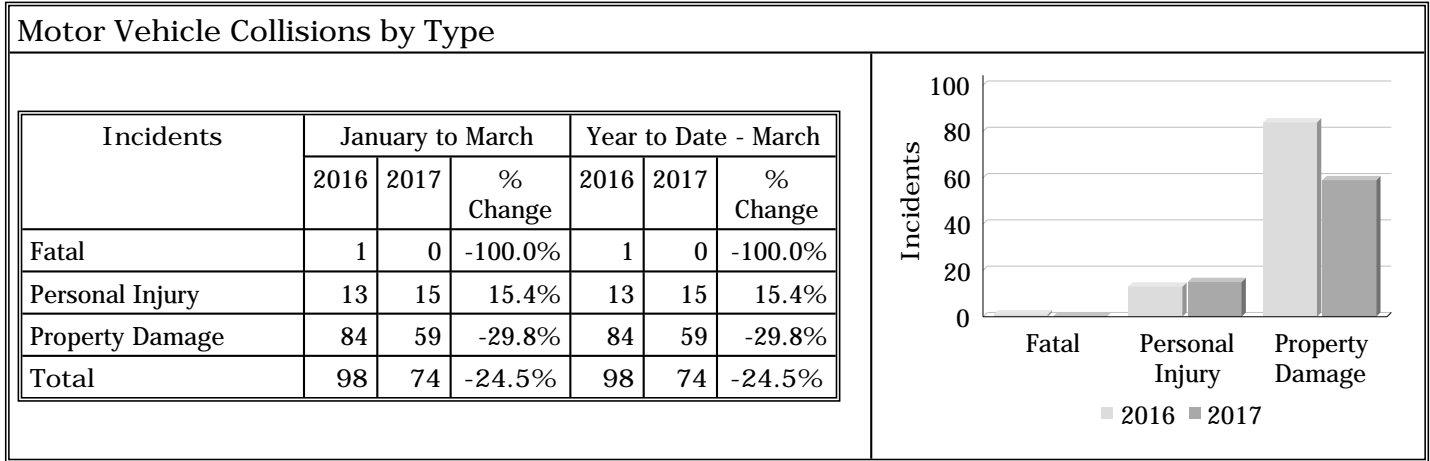 Motor Vehicle Collisions by Type
Incidents January to March Year to Date - March
2016 2017 % Change 2016 2017 % Change
Fatal 1 0 -100.0% 1 0 -100.0%
Personal Injury 13 15 15.4% 13 15 15.4%
Property Damage 84 59 -29.8% 84 59 -29.8%
Total 98 74 -24.5% 98 74 -24.5%
Incidents
100
80
60
40
20
0
Fatal Personal Property
Injury Damage
2016 2017